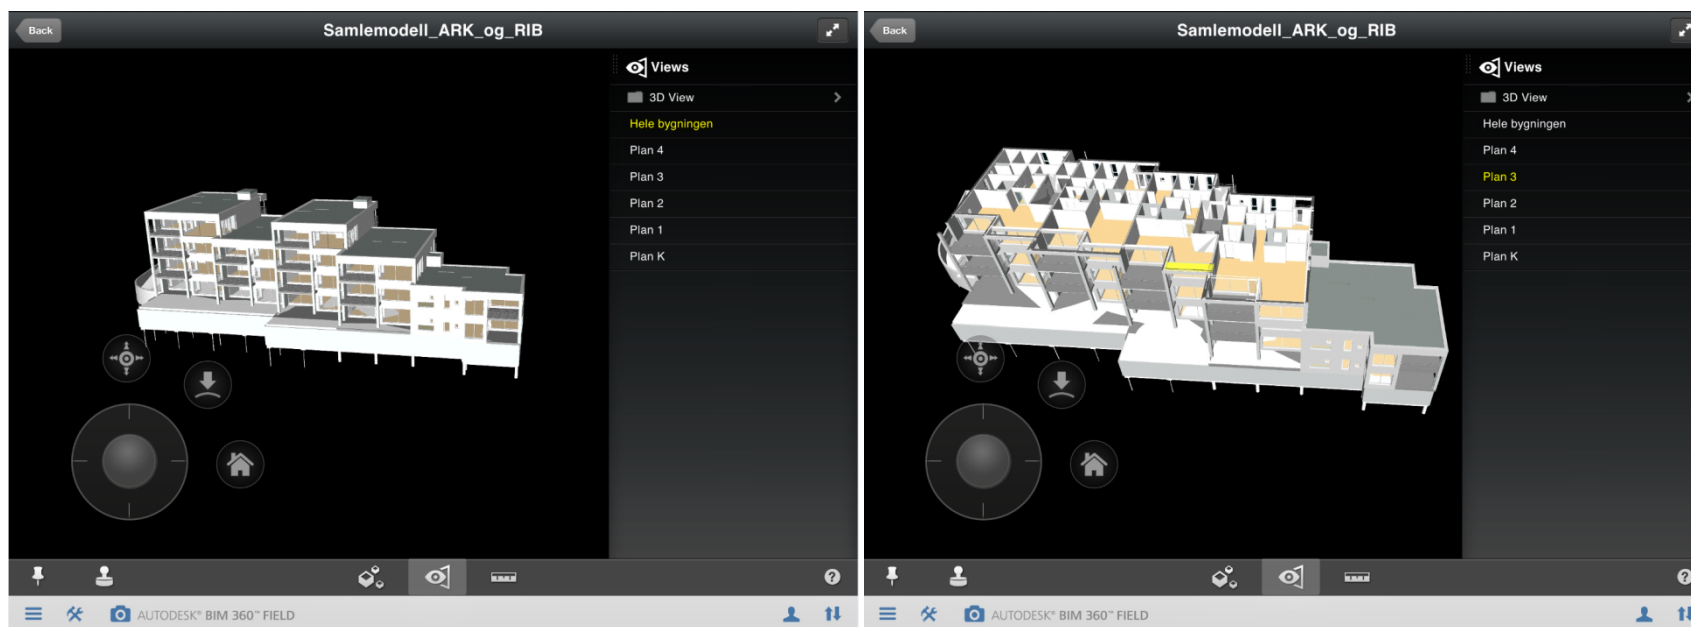 Back
Samlemodell_ARK_og_RIB
Views
3D View
Hele bygningen
Plan 4
Plan 3
Plan 2
Plan 1
Plan K
?
AUTODESK® BIM 360™ FIELD
Back
Samlemodell_ARK_og_RIB
Views
3D View
Hele bygningen
Plan 4
Plan 3
Plan 2
Plan 1
Plan K
?
AUTODESK® BIM 360™ FIELD